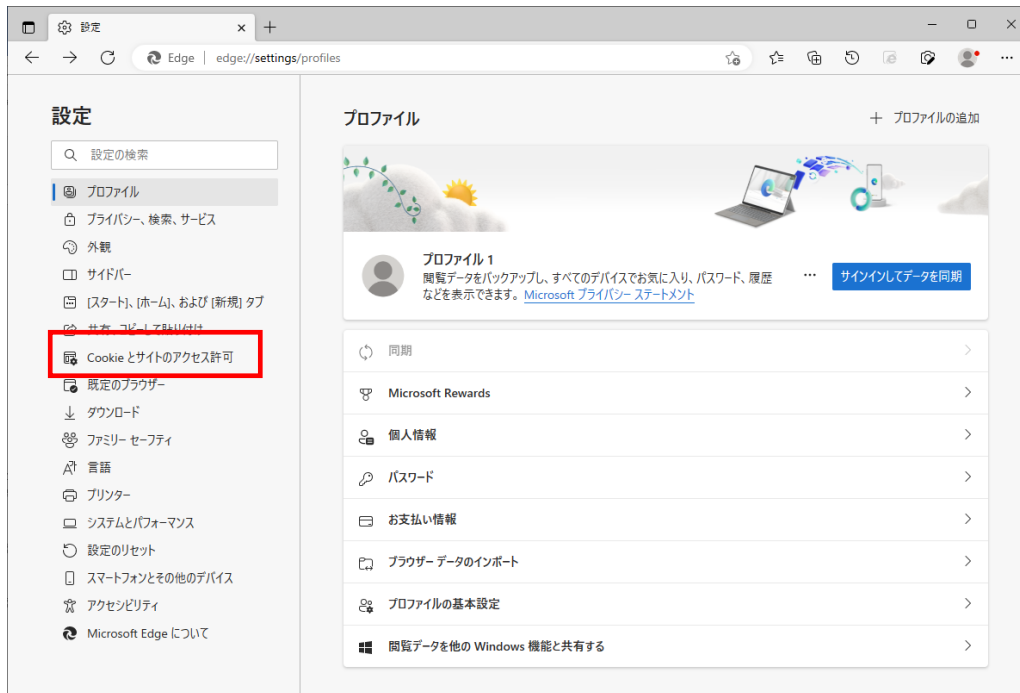 設定
Edge
edge://settings/profiles
設定
設定の検索
プロファイル
プライバシー、検索、サービス
外観
サイドバー
[スタート]、[ホーム]、および [新規] タブ
共有、コピーして貼り付け
Cookie とサイトのアクセス許可
既定のブラウザー
ダウンロード
ファミリー セーフティ
言語
プリンター
システムとパフォーマンス
設定のリセット
スマートフォンとその他のデバイス
アクセシビリティ
Microsoft Edge について
プロファイル
プロファイルの追加
プロファイル 1
閲覧データをバックアップし、すべてのデバイスでお気に入り、パスワード、履歴
などを表示できます。Microsoft プライバシー ステートメント
サインインしてデータを同期
同期
Microsoft Rewards
個人情報
パスワード
お支払い情報
ブラウザー データのインポート
プロファイルの基本設定
閲覧データを他の Windows 機能と共有する